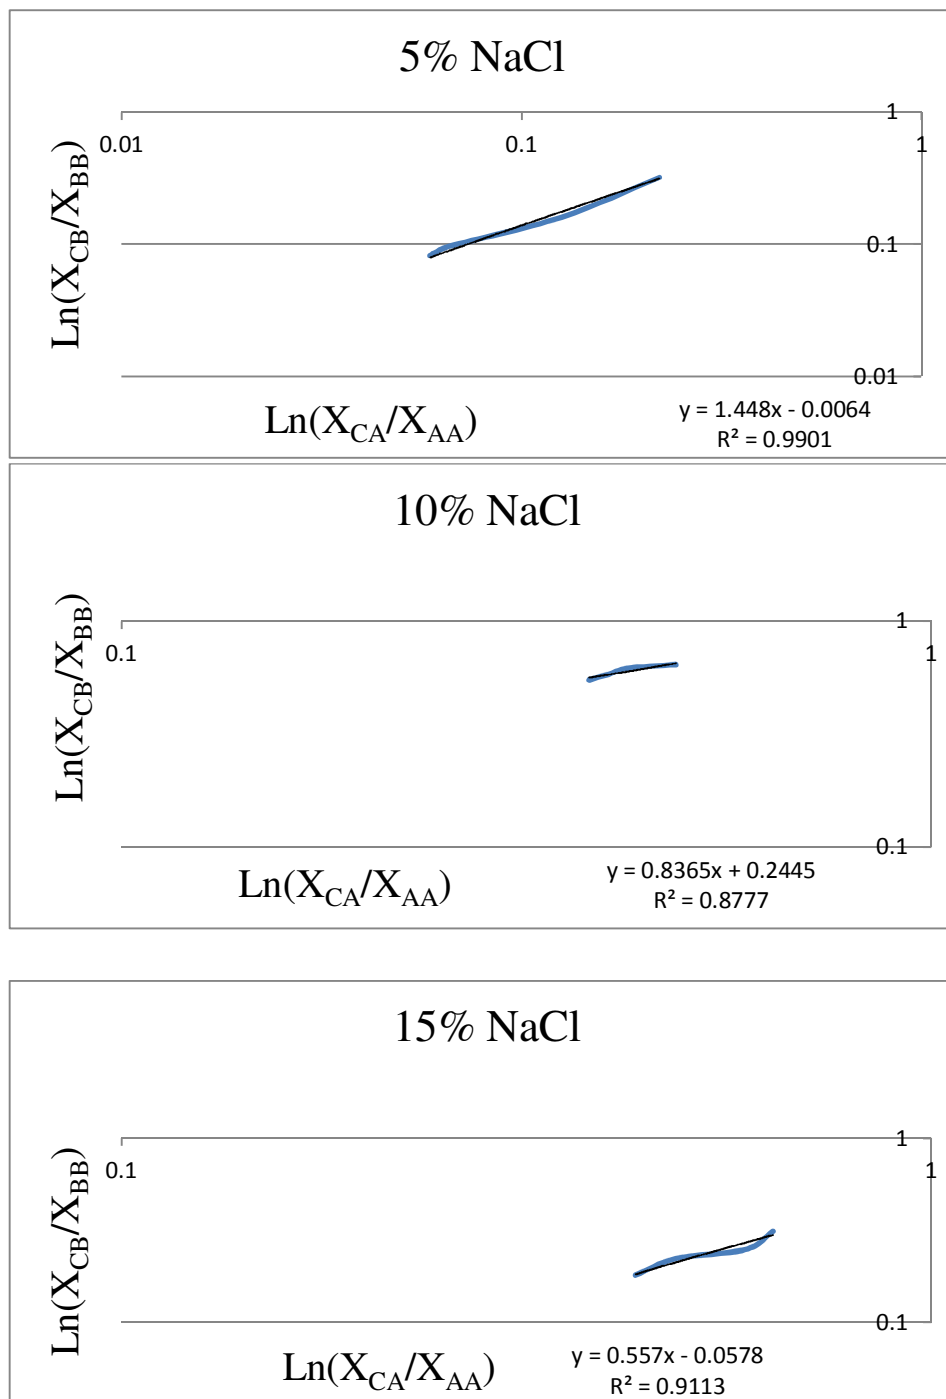 5% NaCl
1
0.01 0.1 1
Ln(X_CB/X_BB)
0.1
0.01
Ln(X_CA/X_AA)
y = 1.448x - 0.0064
R² = 0.9901
10% NaCl
1
0.1 1
Ln(X_CB/X_BB)
0.1
Ln(X_CA/X_AA)
y = 0.8365x + 0.2445
R² = 0.8777
15% NaCl
1
0.1 1
Ln(X_CB/X_BB)
0.1
Ln(X_CA/X_AA)
y = 0.557x - 0.0578
R² = 0.9113